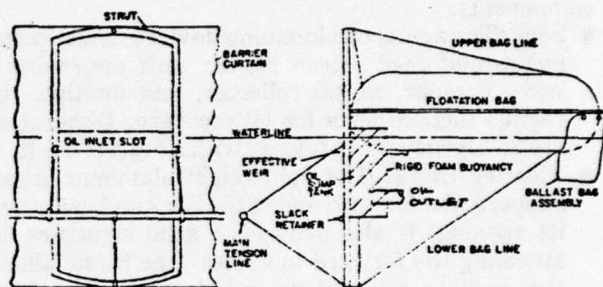 components:
STRUT
BARRIER
CURTAIN
UPPER BAG LINE
FLOATATION BAG
WATERLINE
OIL INLET SLOT
EFFECTIVE
WEIR
RIGID FOAM BUOYANCY
OIL
SUMP
TANK
OIL
OUTLET
BALLAST BAG
ASSEMBLY
SLACK
RETAINER
MAIN
TENSION
LINE
LOWER BAG LINE